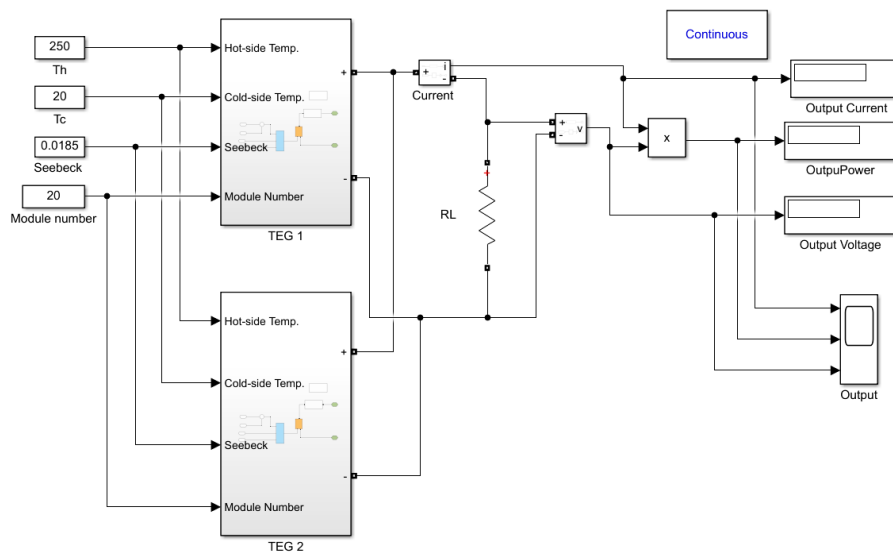 Continuous
250
Th
20
Tc
0.0185
Seebeck
20
Module number
Hot-side Temp.
Cold-side Temp.
Seebeck
Module Number
+
-
TEG 1
+
i
-
Current
+
-
v
x
RL
Output Current
OutpuPower
Output Voltage
Output
Hot-side Temp.
Cold-side Temp.
Seebeck
Module Number
+
-
TEG 2